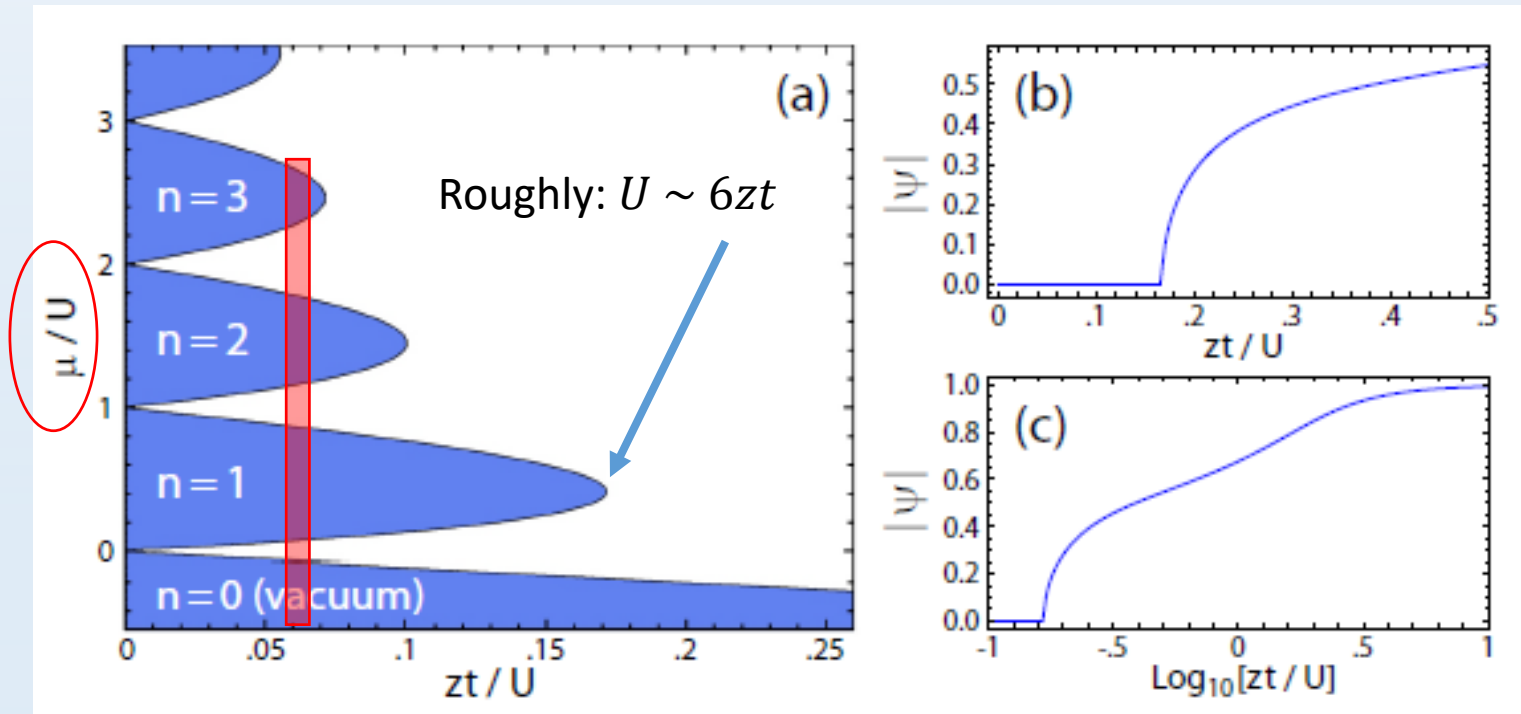 (a)
3
2
1
0
μ / U
n = 3
n = 2
n = 1
n = 0 (vacuum)
Roughly: U ~ 6zt
0
.05
.1
.15
.2
.25
zt / U
(b)
0.5
0.4
0.3
0.2
0.1
0.0
|ψ|
0
.1
.2
.3
.4
.5
zt / U
(c)
1.0
0.8
0.6
0.4
0.2
0.0
|ψ|
-1
-.5
0
.5
1
Log₁₀[zt / U]